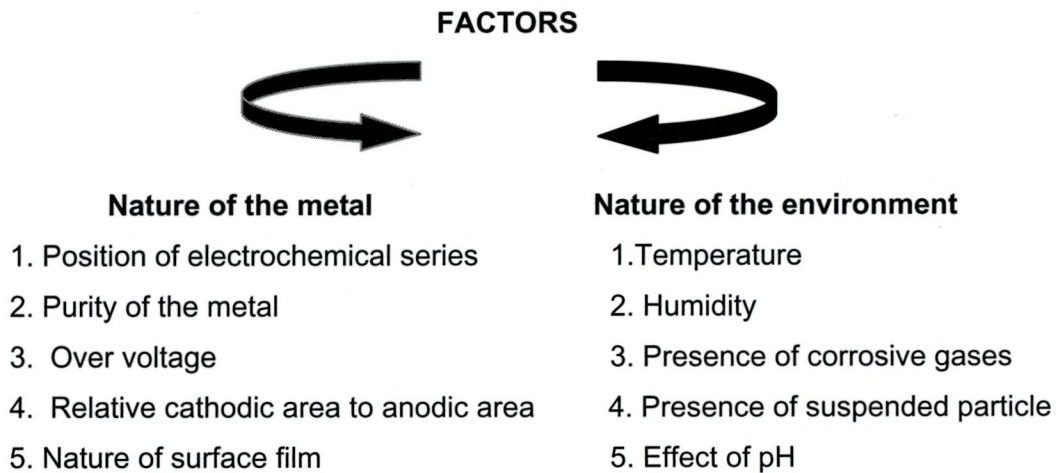 FACTORS
Nature of the metal
1. Position of electrochemical series
2. Purity of the metal
3. Over voltage
4. Relative cathodic area to anodic area
5. Nature of surface film
Nature of the environment
1.Temperature
2. Humidity
3. Presence of corrosive gases
4. Presence of suspended particle
5. Effect of pH